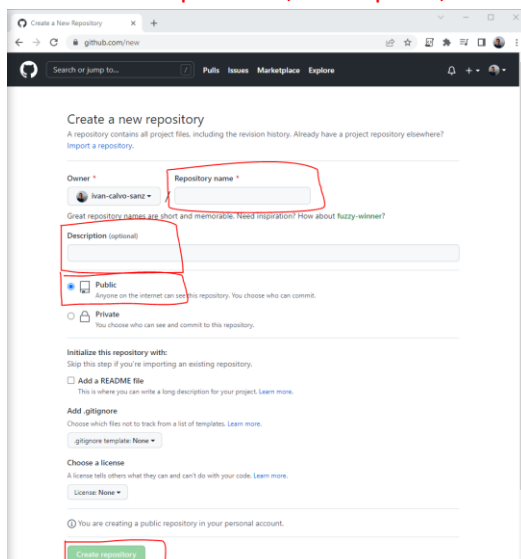 Create a New Repository
github.com/new
Search or jump to...
/
Pulls Issues Marketplace Explore
Create a new repository
A repository contains all project files, including the revision history. Already have a project repository elsewhere?
Import a repository.
Owner * Repository name *
ivan-calvo-sanz /
Great repository names are short and memorable. Need inspiration? How about fuzzy-winner?
Description (optional)
Public
Anyone on the internet can see this repository. You choose who can commit.
Private
You choose who can see and commit to this repository.
Initialize this repository with:
Skip this step if you're importing an existing repository.
Add a README file
This is where you can write a long description for your project. Learn more.
Add .gitignore
Choose which files not to track from a list of templates. Learn more.
.gitignore template: None
Choose a license
A license tells others what they can and can't do with your code. Learn more.
License: None
You are creating a public repository in your personal account.
Create repository